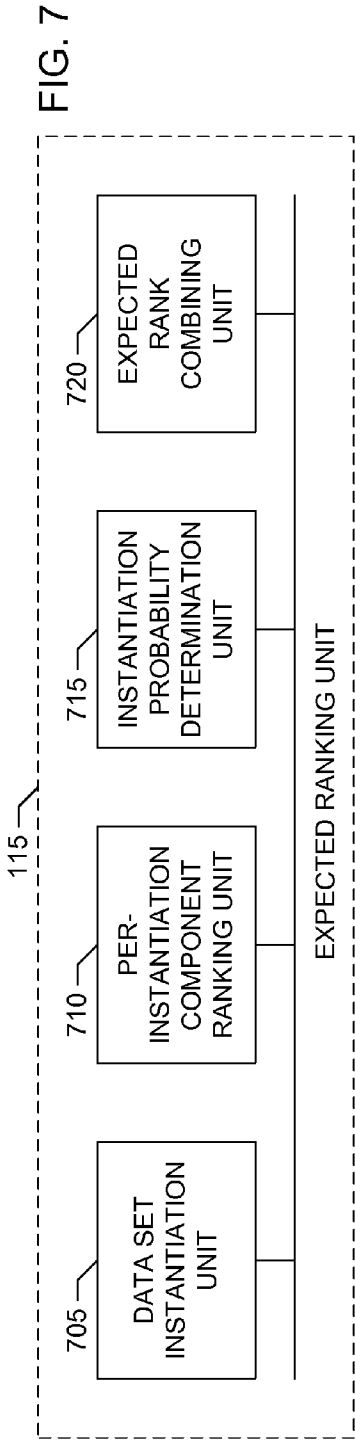 FIG. 7
115
705
DATA SET
INSTANTIATION
UNIT
710
PER-
INSTANTIATION
COMPONENT
RANKING UNIT
715
INSTANTIATION
PROBABILITY
DETERMINATION
UNIT
720
EXPECTED
RANK
COMBINING
UNIT
EXPECTED RANKING UNIT